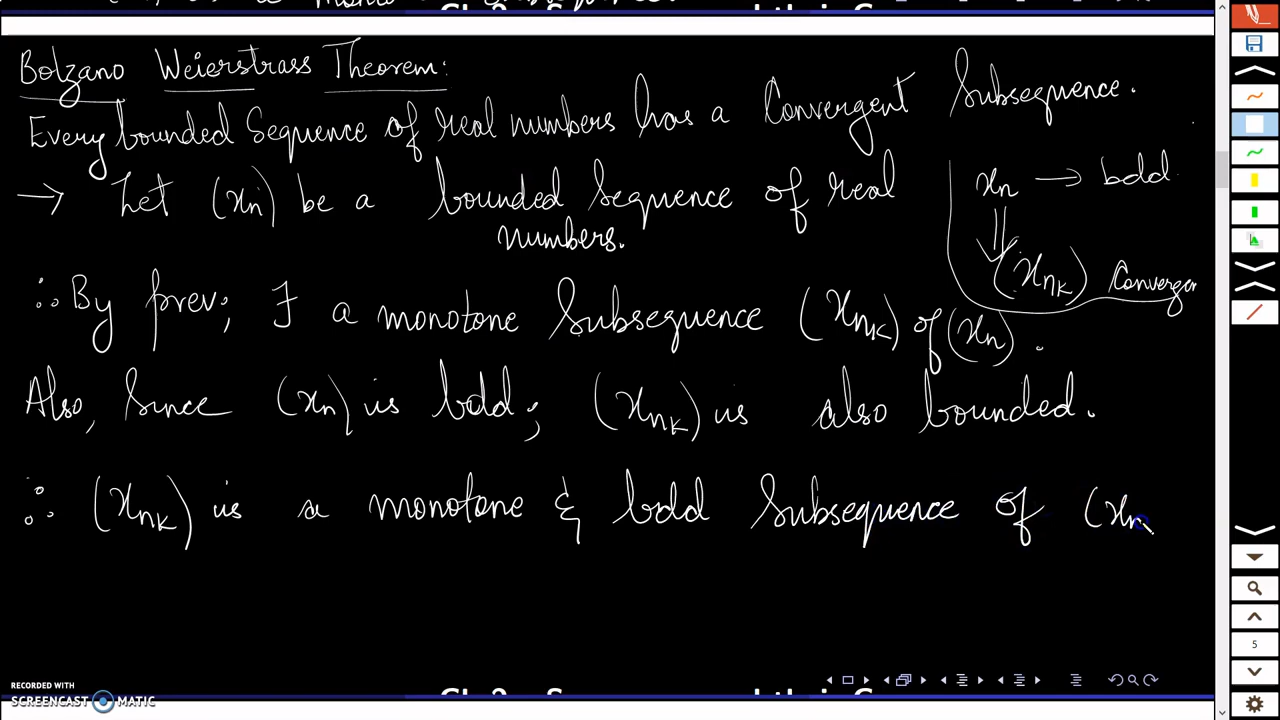 Bolzano Weierstrass Theorem:
Every bounded Sequence of real numbers has a Convergent Subsequence.
→ Let (xn) be a bounded Sequence of real
numbers.
xn → bdd.
⇓
(xnk) Convergen
∴ By prev; ∃ a monotone Subsequence (xnk) of (xn).
Also, Since (xn) is bdd; (xnk) is also bounded.
∴ (xnk) is a monotone & bdd Subsequence of (xn
5
RECORDED WITH
SCREENCAST MATIC